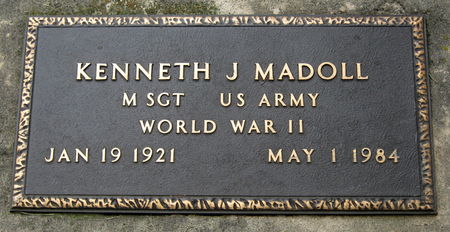 KENNETH J MADOLL
M SGT US ARMY
WORLD WAR II
JAN 19 1921 MAY 1 1984